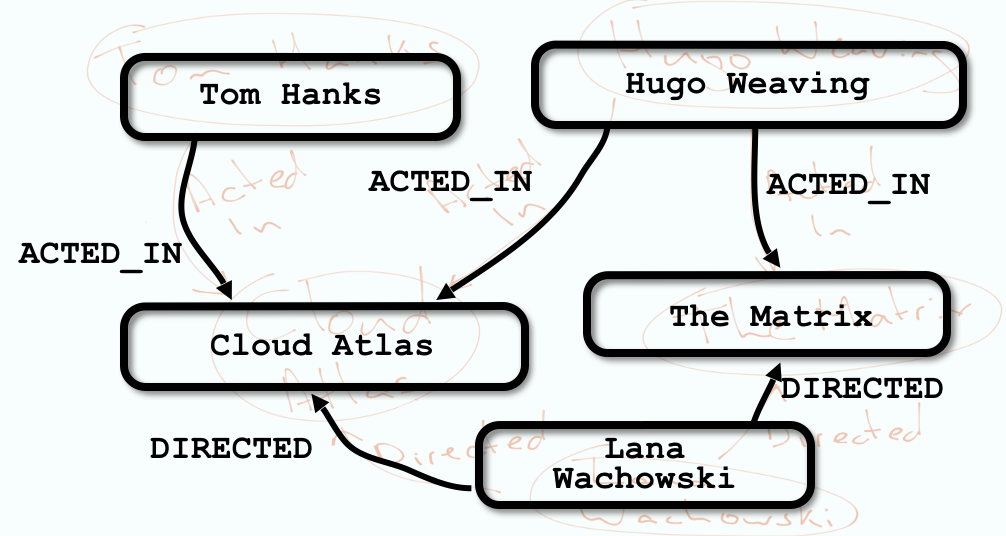 Tom Hanks
Hugo Weaving
Tom Hanks
Hugo Weaving
ACTED_IN
ACTED_IN
ACTED_IN
Acted
In
Acted
In
Acted
In
Cloud Atlas
The Matrix
Cloud
Atlas
The Matrix
DIRECTED
DIRECTED
Directed
Directed
Lana
Wachowski
Wachowski